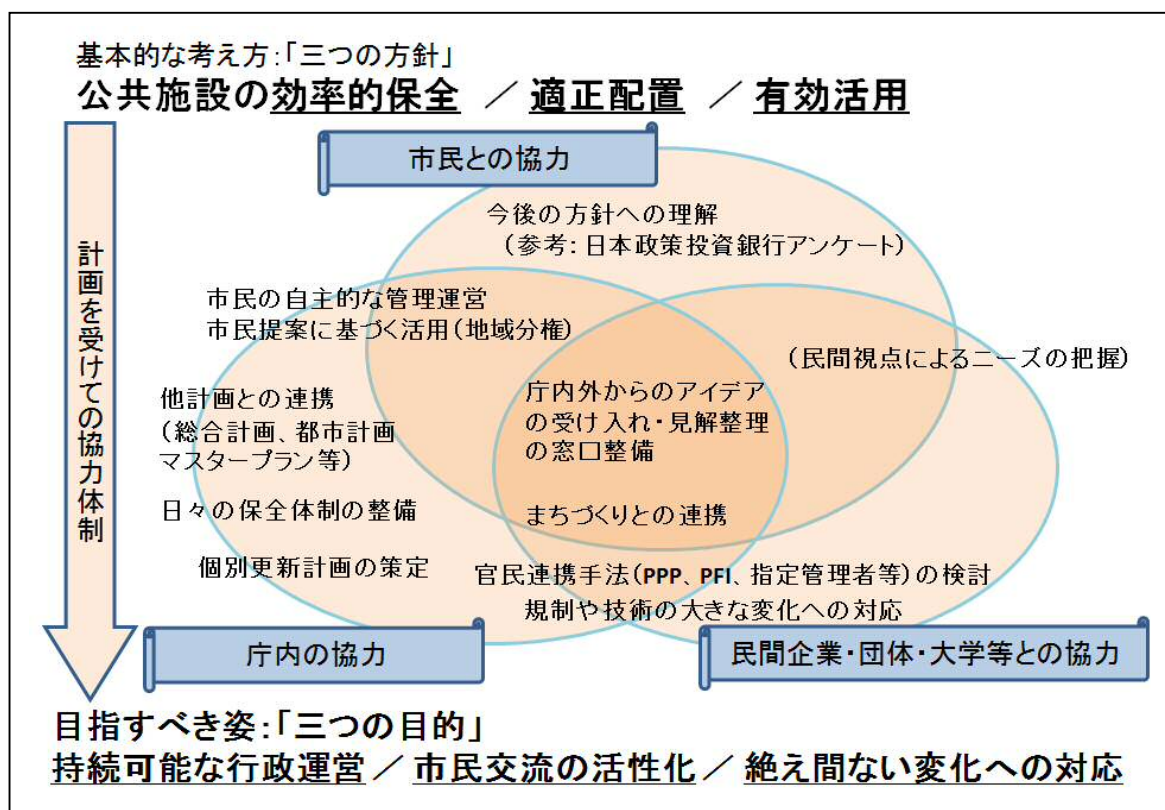 基本的な考え方:「三つの方針」
公共施設の効率的保全 ／ 適正配置 ／ 有効活用
市民との協力
計画を受けての協力体制
今後の方針への理解
(参考: 日本政策投資銀行アンケート)
市民の自主的な管理運営
市民提案に基づく活用(地域分権)
(民間視点によるニーズの把握)
他計画との連携
(総合計画、都市計画
マスタープラン等)
庁内外からのアイデア
の受け入れ・見解整理
の窓口整備
日々の保全体制の整備
まちづくりとの連携
個別更新計画の策定
官民連携手法(PPP、PFI、指定管理者等)の検討
規制や技術の大きな変化への対応
庁内の協力
民間企業・団体・大学等との協力
目指すべき姿:「三つの目的」
持続可能な行政運営 ／ 市民交流の活性化 ／ 絶え間ない変化への対応